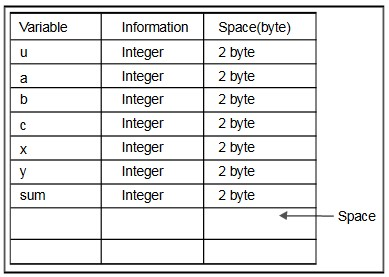 Variable Information Space(byte)
u Integer 2 byte
a Integer 2 byte
b Integer 2 byte
c Integer 2 byte
x Integer 2 byte
y Integer 2 byte
sum Integer 2 byte
Space